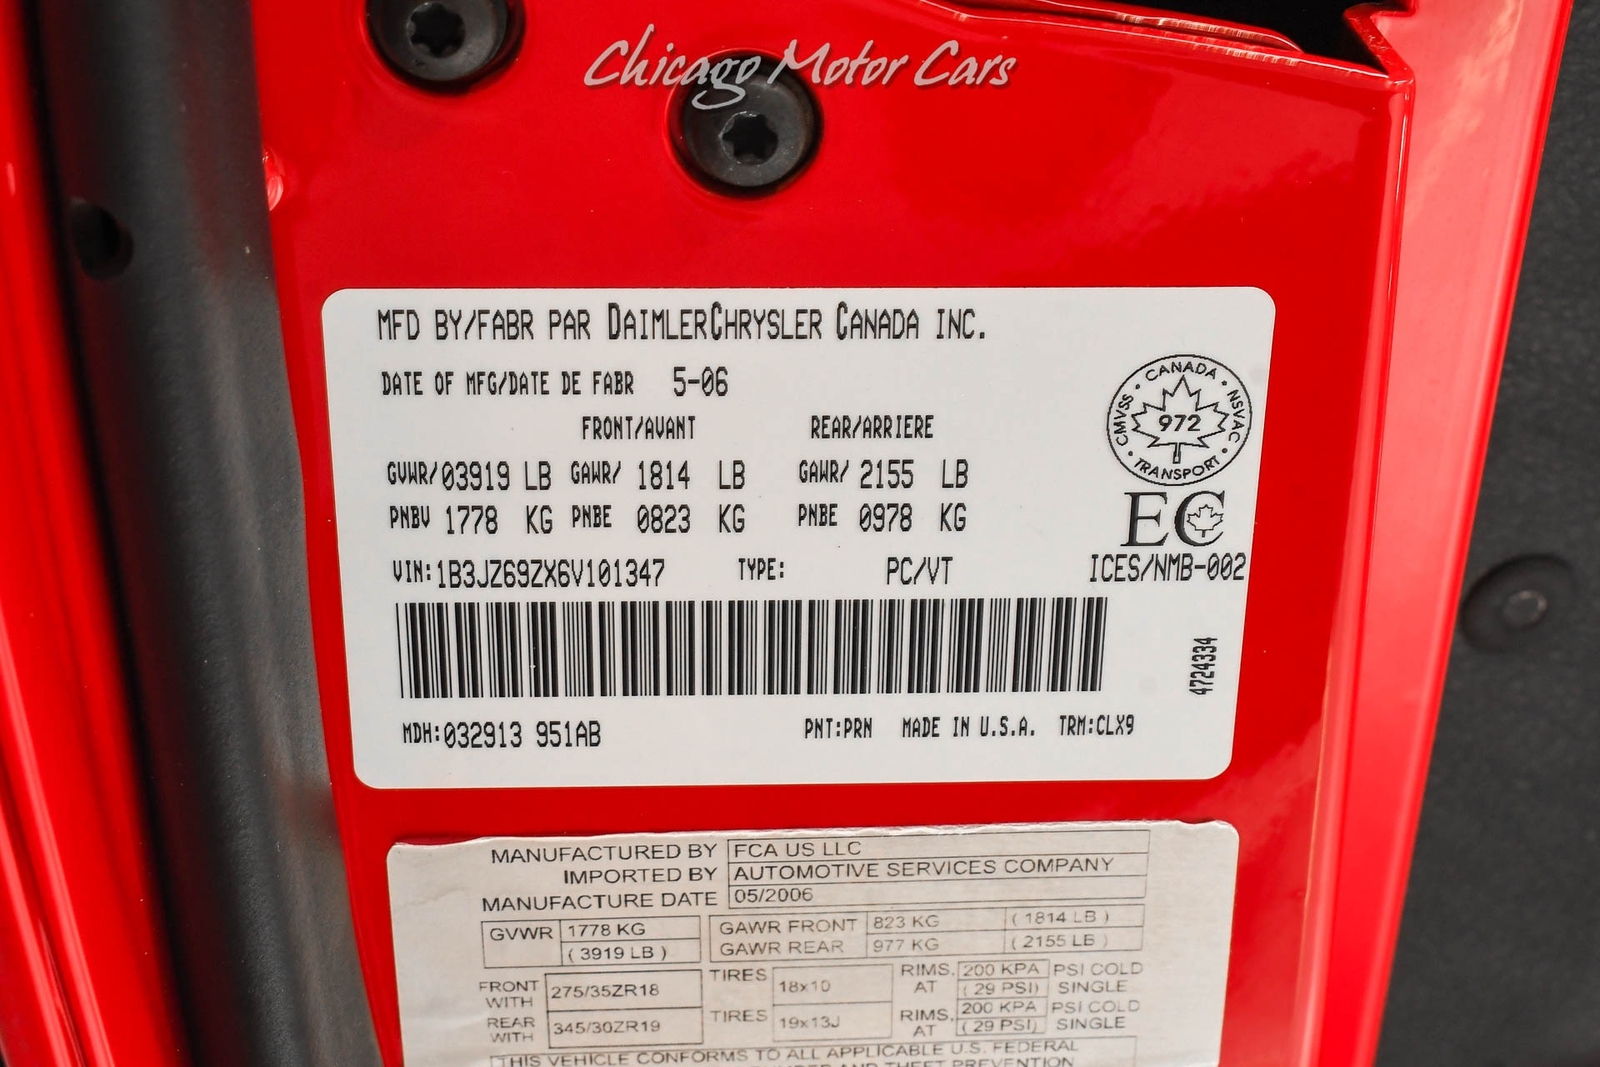 Chicago Motor Cars
MFD BY/FABR PAR DAIMLERCHRYSLER CANADA INC.
DATE OF MFG/DATE DE FABR 5-06
FRONT/AVANT REAR/ARRIERE
GVWR/03919 LB GAWR/ 1814 LB GAWR/ 2155 LB
PNBV 1778 KG PNBE 0823 KG PNBE 0978 KG
VIN:1B3JZ69ZX6V101347 TYPE: PC/VT ICES/NMB-002
CANADA
CMVSS 972 NSVAC
TRANSPORT
EC
4724334
MDH:032913 951AB PNT:PRN MADE IN U.S.A. TRM:CLX9
MANUFACTURED BY FCA US LLC
IMPORTED BY AUTOMOTIVE SERVICES COMPANY
MANUFACTURE DATE 05/2006
GVWR 1778 KG GAWR FRONT 823 KG ( 1814 LB )
( 3919 LB ) GAWR REAR 977 KG ( 2155 LB )
FRONT WITH 275/35ZR18 TIRES 18x10 RIMS. AT 200 KPA PSI COLD
( 29 PSI) SINGLE
REAR WITH 345/30ZR19 TIRES 19x13J RIMS. AT 200 KPA PSI COLD
(29 PSI) SINGLE
THIS VEHICLE CONFORMS TO ALL APPLICABLE U.S. FEDERAL
AND THEFT PREVENTION